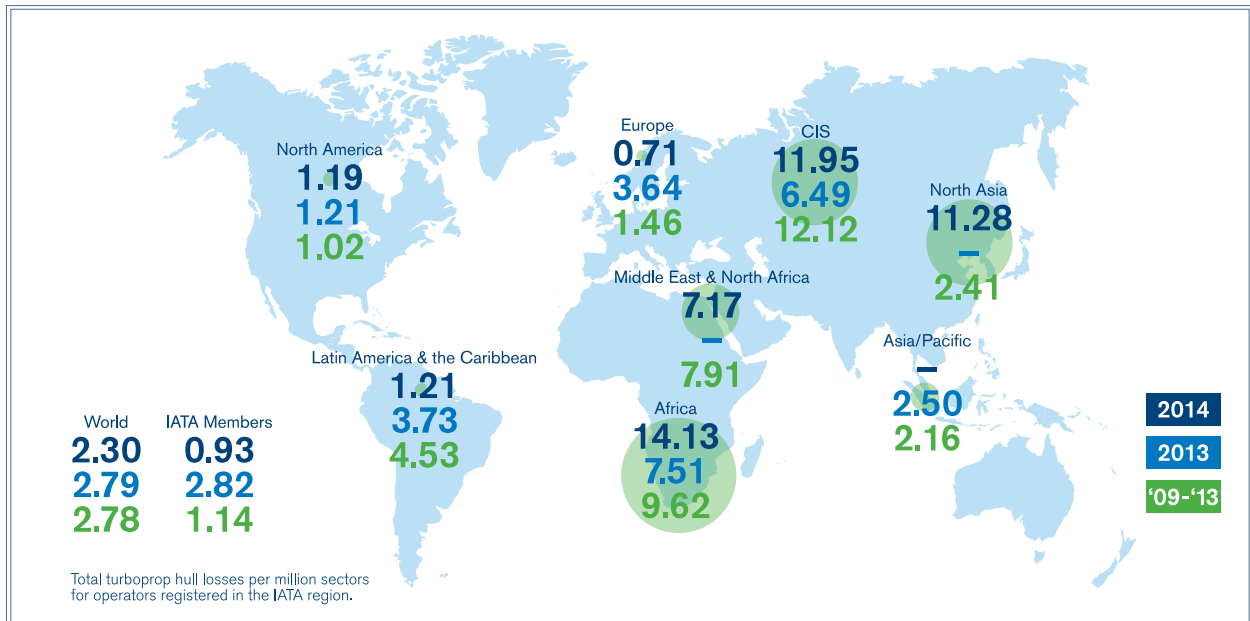 North America
1.19
1.21
1.02
Europe
0.71
3.64
1.46
CIS
11.95
6.49
12.12
North Asia
11.28
–
2.41
Middle East & North Africa
7.17
–
7.91
Asia/Pacific
–
2.50
2.16
Latin America & the Caribbean
1.21
3.73
4.53
Africa
14.13
7.51
9.62
World
2.30
2.79
2.78
IATA Members
0.93
2.82
1.14
2014
2013
‘09-‘13
Total turboprop hull losses per million sectors
for operators registered in the IATA region.